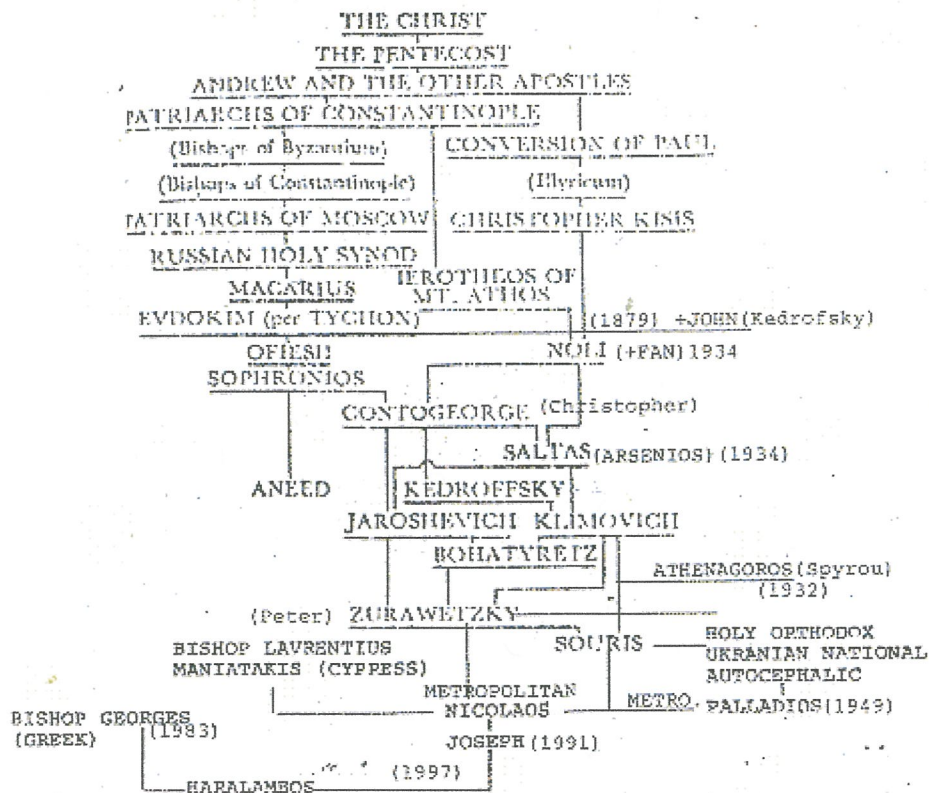 THE CHRIST
THE PENTECOST
ANDREW AND THE OTHER APOSTLES
PATRIARCHS OF CONSTANTINOPLE
(Bishops of Byzantium)
CONVERSION OF PAUL
(Bishops of Constantinople)
(Illyricum)
PATRIARCHS OF MOSCOW
CHRISTOPHER KISIS
RUSSIAN HOLY SYNOD
IEROTHEOS OF
MT. ATHOS
MACARIUS
EVDOKIM (per TYCHON)
(1879) +JOHN(Kedrofsky)
OFIESH
NOLI (+FAN) 1934
SOPHRONIOS
CONTOGEORGE (Christopher)
SALTAS (ARSENIOS) (1934)
ANEED
KEDROFFSKY
JAROSHEVICH KLIMOVICH
BOHATYRETZ
ATHENAGOROS(Spyrou)
(1932)
(Peter) ZURAWETZKY
SOURIS
HOLY ORTHODOX
UKRANIAN NATIONAL
AUTOCEPHALIC
BISHOP LAVRENTIUS
MANIATAKIS (CYPPESS)
METROPOLITAN
NICOLAOS
METRO. PALLADIOS(1949)
BISHOP GEORGES
(GREEK) (1983)
JOSEPH (1991)
(1997)
HARALAMBOS